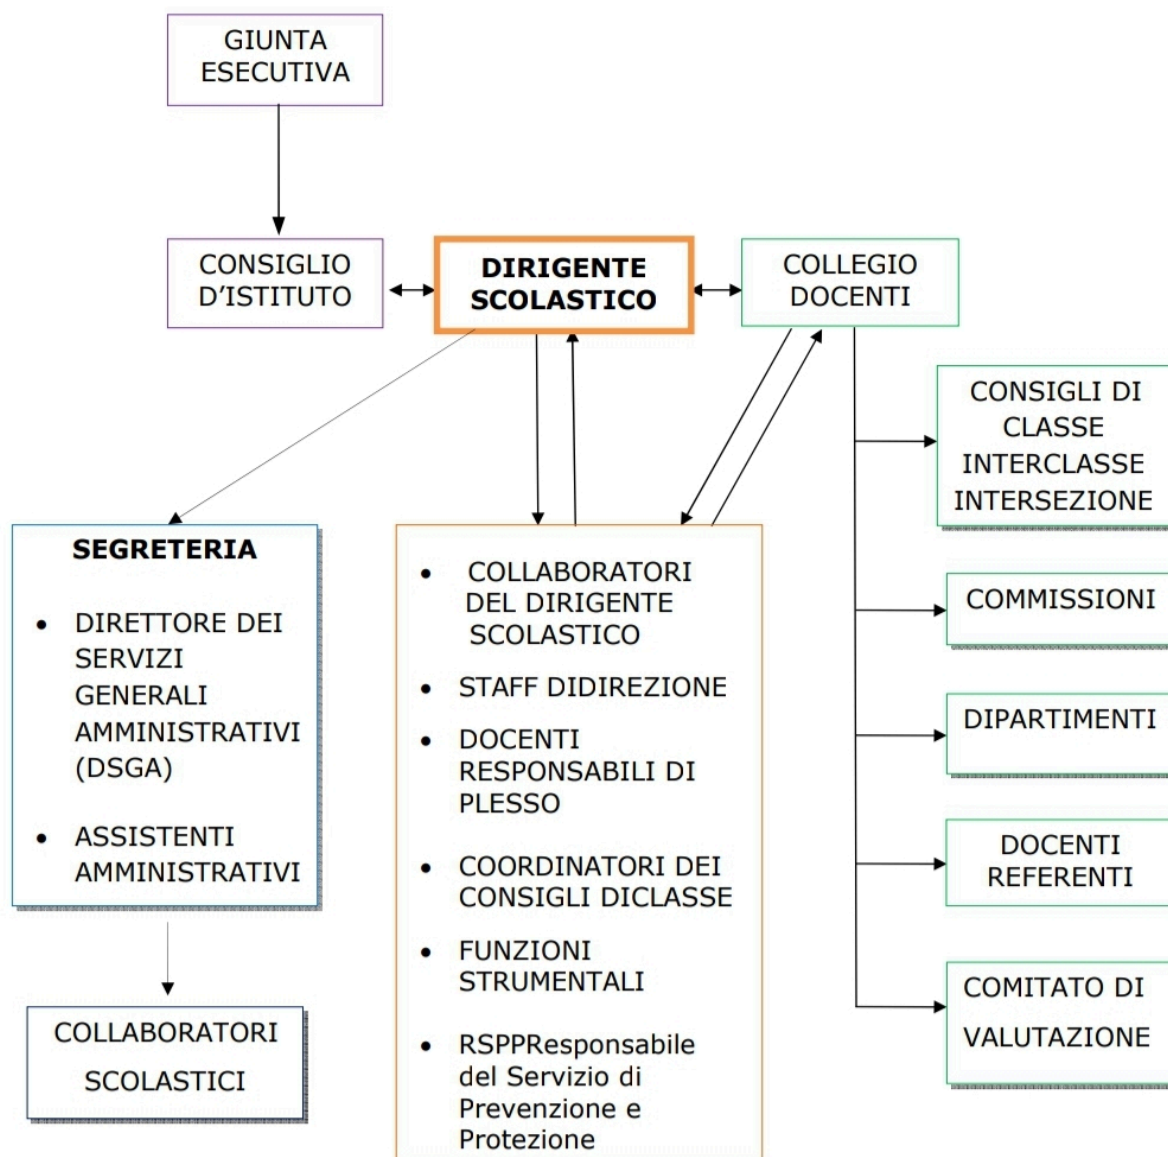 GIUNTA
ESECUTIVA
CONSIGLIO
D'ISTITUTO
DIRIGENTE
SCOLASTICO
COLLEGIO
DOCENTI
CONSIGLI DI
CLASSE
INTERCLASSE
INTERSEZIONE
COMMISSIONI
DIPARTIMENTI
DOCENTI
REFERENTI
COMITATO DI
VALUTAZIONE
SEGRETERIA
• DIRETTORE DEI
SERVIZI
GENERALI
AMMINISTRATIVI
(DSGA)
• ASSISTENTI
AMMINISTRATIVI
COLLABORATORI
SCOLASTICI
• COLLABORATORI
DEL DIRIGENTE
SCOLASTICO
• STAFF DIDIREZIONE
• DOCENTI
RESPONSABILI DI
PLESSO
• COORDINATORI DEI
CONSIGLI DICLASSE
• FUNZIONI
STRUMENTALI
• RSPPResponsabile
del Servizio di
Prevenzione e
Protezione